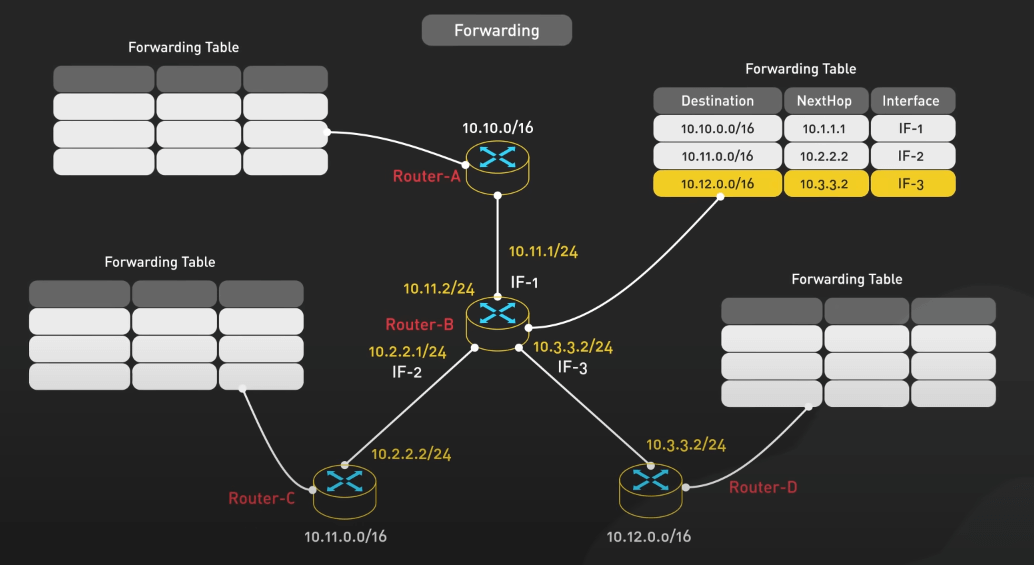 Forwarding
Forwarding Table
Forwarding Table
Destination NextHop Interface
10.10.0.0/16 10.1.1.1 IF-1
10.11.0.0/16 10.2.2.2 IF-2
10.12.0.0/16 10.3.3.2 IF-3
10.10.0/16
Router-A
10.11.1/24
IF-1
10.11.2/24
Router-B
10.2.2.1/24
IF-2
10.3.3.2/24
IF-3
Forwarding Table
Forwarding Table
10.2.2.2/24
Router-C
10.11.0.0/16
10.3.3.2/24
Router-D
10.12.0.o/16